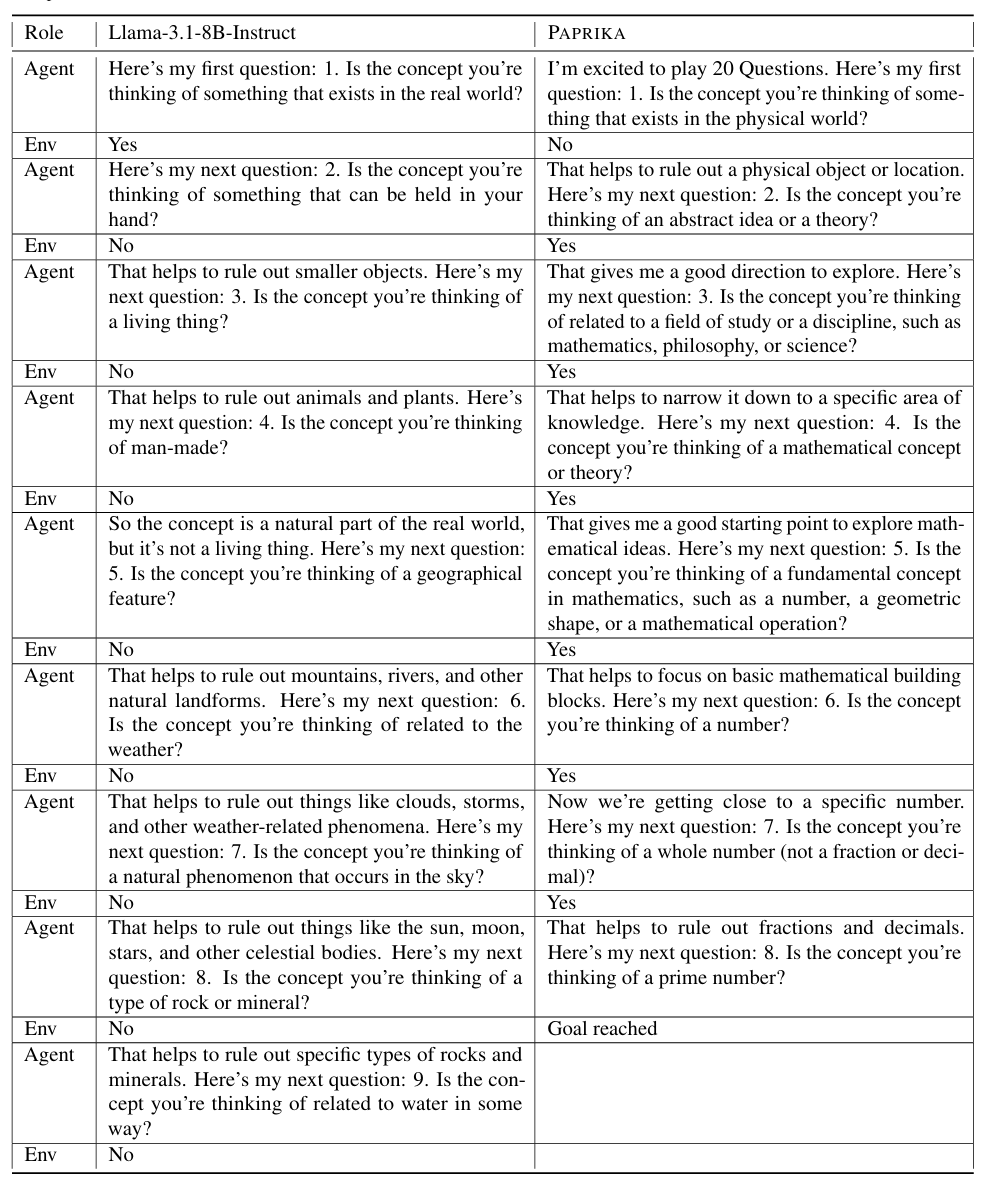 Role Llama-3.1-8B-Instruct PAPRIKA
Agent Here's my first question: 1. Is the concept you're
thinking of something that exists in the real world?
I'm excited to play 20 Questions. Here's my first
question: 1. Is the concept you're thinking of some-
thing that exists in the physical world?
Env Yes No
Agent Here's my next question: 2. Is the concept you're
thinking of something that can be held in your
hand?
That helps to rule out a physical object or location.
Here's my next question: 2. Is the concept you're
thinking of an abstract idea or a theory?
Env No Yes
Agent That helps to rule out smaller objects. Here's my
next question: 3. Is the concept you're thinking of
a living thing?
That gives me a good direction to explore. Here's
my next question: 3. Is the concept you're thinking
of related to a field of study or a discipline, such as
mathematics, philosophy, or science?
Env No Yes
Agent That helps to rule out animals and plants. Here's
my next question: 4. Is the concept you're thinking
of man-made?
That helps to narrow it down to a specific area of
knowledge. Here's my next question: 4. Is the
concept you're thinking of a mathematical concept
or theory?
Env No Yes
Agent So the concept is a natural part of the real world,
but it's not a living thing. Here's my next question:
5. Is the concept you're thinking of a geographical
feature?
That gives me a good starting point to explore math-
ematical ideas. Here's my next question: 5. Is the
concept you're thinking of a fundamental concept
in mathematics, such as a number, a geometric
shape, or a mathematical operation?
Env No Yes
Agent That helps to rule out mountains, rivers, and other
natural landforms. Here's my next question: 6.
Is the concept you're thinking of related to the
weather?
That helps to focus on basic mathematical building
blocks. Here's my next question: 6. Is the concept
you're thinking of a number?
Env No Yes
Agent That helps to rule out things like clouds, storms,
and other weather-related phenomena. Here's my
next question: 7. Is the concept you're thinking of
a natural phenomenon that occurs in the sky?
Now we're getting close to a specific number.
Here's my next question: 7. Is the concept you're
thinking of a whole number (not a fraction or deci-
mal)?
Env No Yes
Agent That helps to rule out things like the sun, moon,
stars, and other celestial bodies. Here's my next
question: 8. Is the concept you're thinking of a
type of rock or mineral?
That helps to rule out fractions and decimals.
Here's my next question: 8. Is the concept you're
thinking of a prime number?
Env No Goal reached
Agent That helps to rule out specific types of rocks and
minerals. Here's my next question: 9. Is the con-
cept you're thinking of related to water in some
way?
Env No